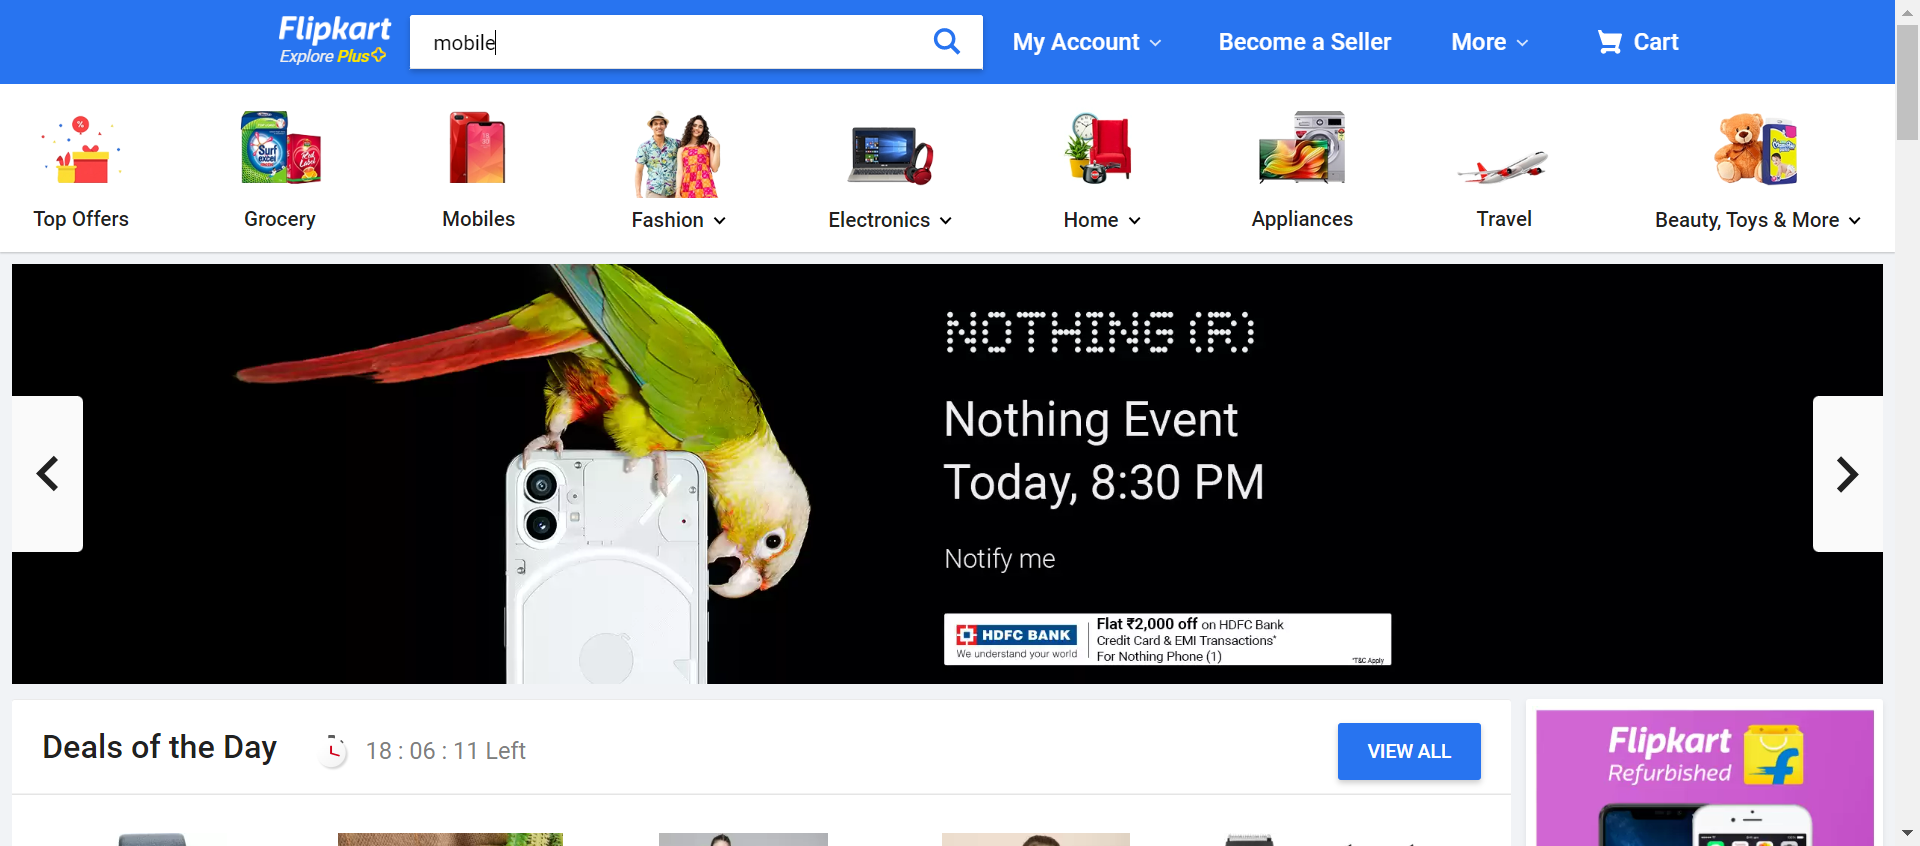 Flipkart
Explore Plus
mobile
My Account
Become a Seller
More
Cart
Top Offers
Grocery
Mobiles
Fashion
Electronics
Home
Appliances
Travel
Beauty, Toys & More
NOTHING (R)
Nothing Event
Today, 8:30 PM
Notify me
HDFC BANK
We understand your world
Flat ₹2,000 off on HDFC Bank
Credit Card & EMI Transactions*
For Nothing Phone (1)
*T&C Apply
Deals of the Day
18 : 06 : 11 Left
VIEW ALL
Flipkart
Refurbished